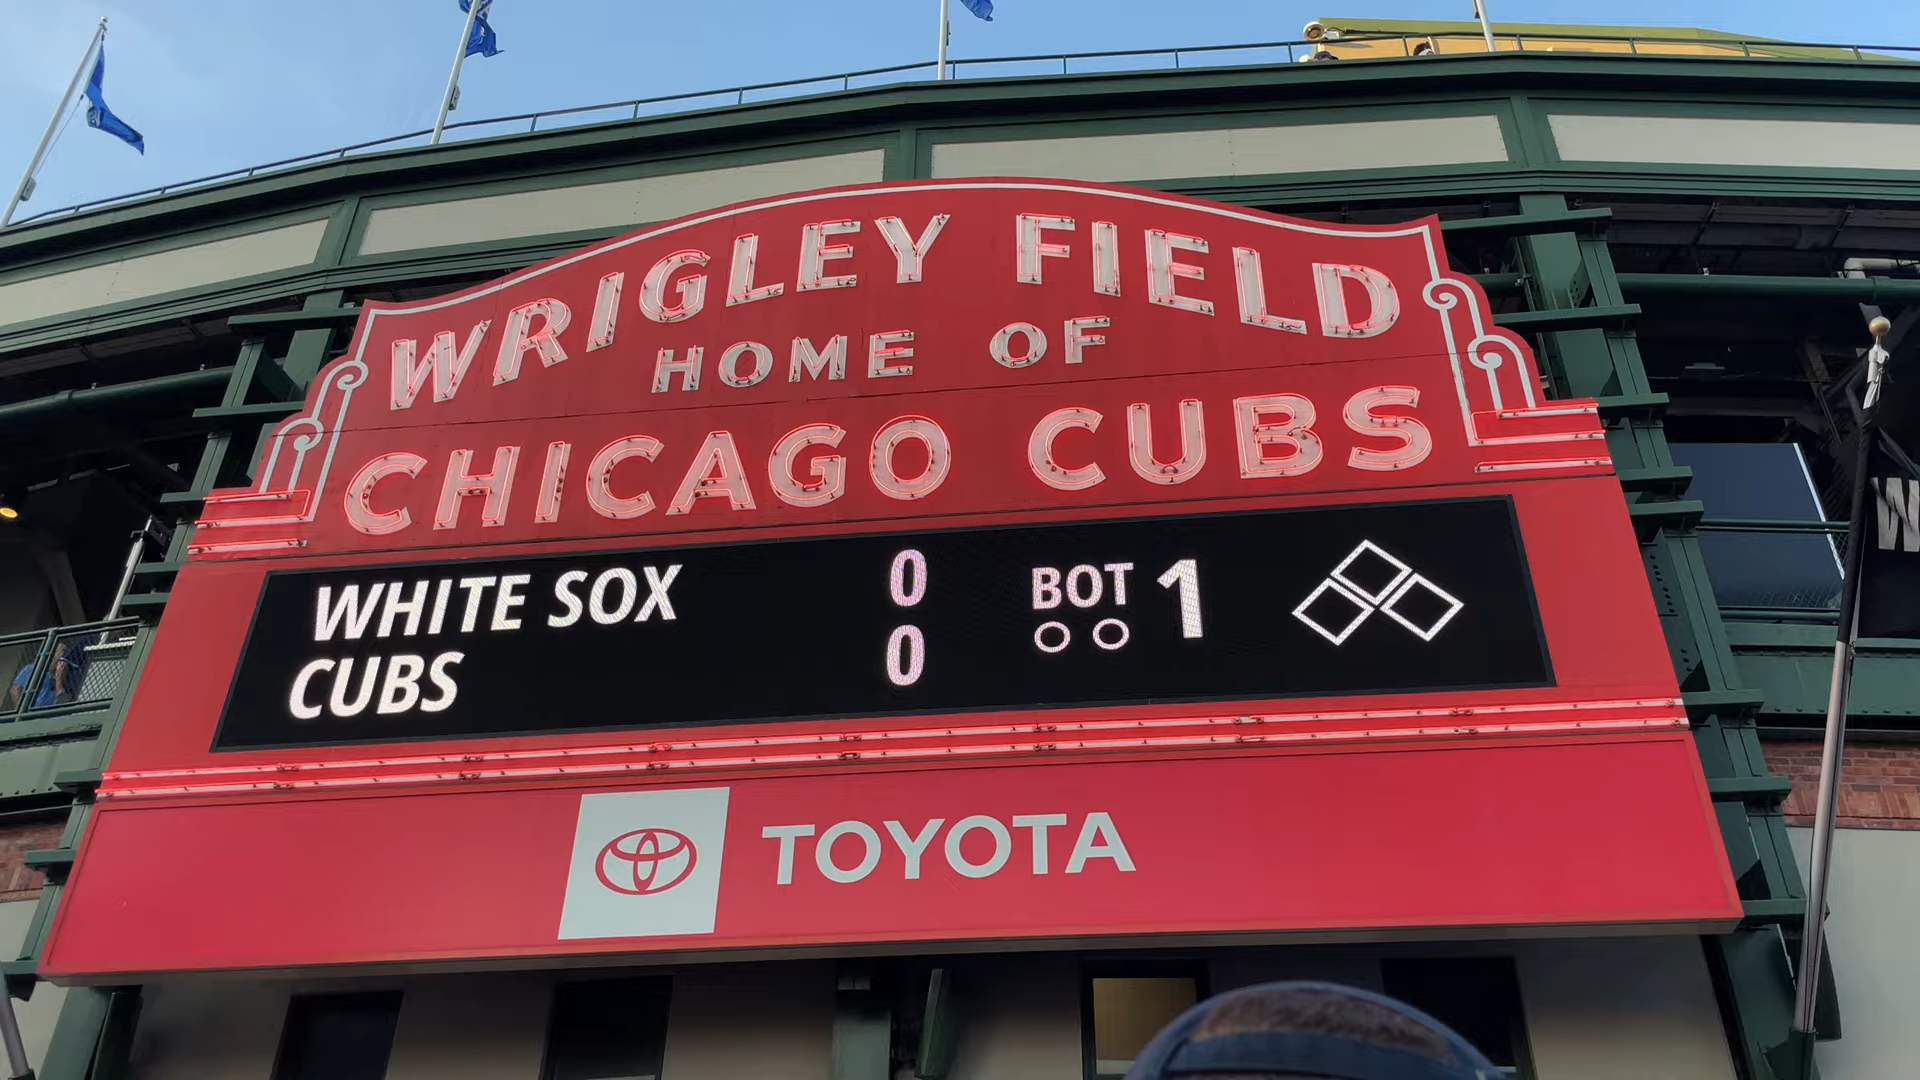 WRIGLEY FIELD
HOME OF
CHICAGO CUBS
WHITE SOX 0
CUBS 0
BOT 1
TOYOTA
W